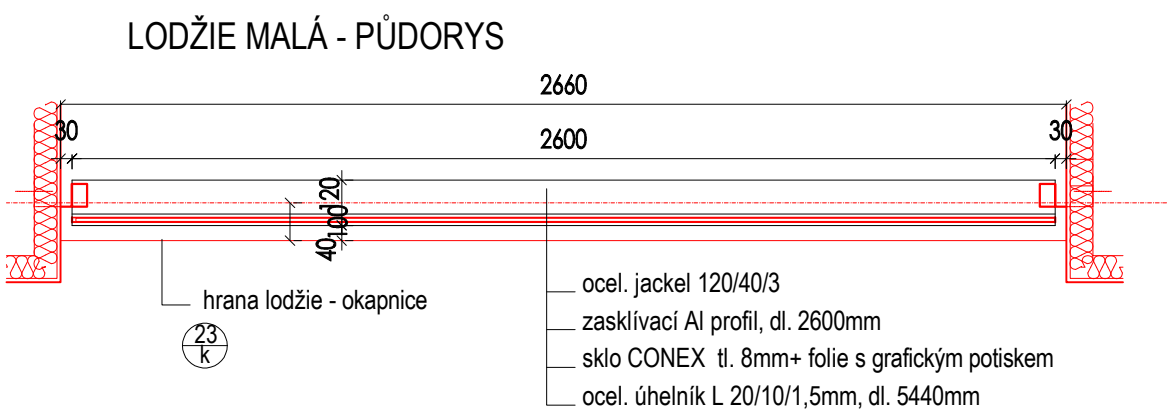 LODŽIE MALÁ - PŮDORYS
2660
30
2600
30
120
100
40
hrana lodžie - okapnice
23
k
ocel. jackel 120/40/3
zasklívací Al profil, dl. 2600mm
sklo CONEX tl. 8mm+ folie s grafickým potiskem
ocel. úhelník L 20/10/1,5mm, dl. 5440mm